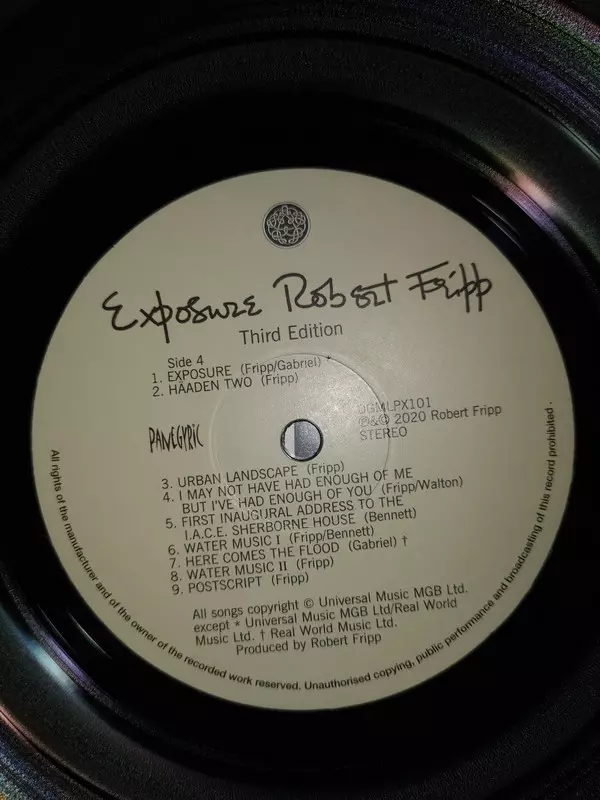 Exposure Robert Fripp
Third Edition
Side 4
1. EXPOSURE (Fripp/Gabriel) *
2. HÄADEN TWO (Fripp)
PANEGYRIC
DGMLPX101
℗&© 2020 Robert Fripp
STEREO
3. URBAN LANDSCAPE (Fripp)
4. I MAY NOT HAVE HAD ENOUGH OF ME
BUT I'VE HAD ENOUGH OF YOU (Fripp/Walton)
5. FIRST INAUGURAL ADDRESS TO THE
I.A.C.E. SHERBORNE HOUSE (Bennett)
6. WATER MUSIC I (Fripp/Bennett)
7. HERE COMES THE FLOOD (Gabriel) †
8. WATER MUSIC II (Fripp)
9. POSTSCRIPT (Fripp)
All songs copyright © Universal Music MGB Ltd.
except * Universal Music MGB Ltd/Real World
Music Ltd. † Real World Music Ltd.
Produced by Robert Fripp
All rights of the manufacturer and of the owner of the recorded work reserved. Unauthorised copying, public performance and broadcasting of this record prohibited.